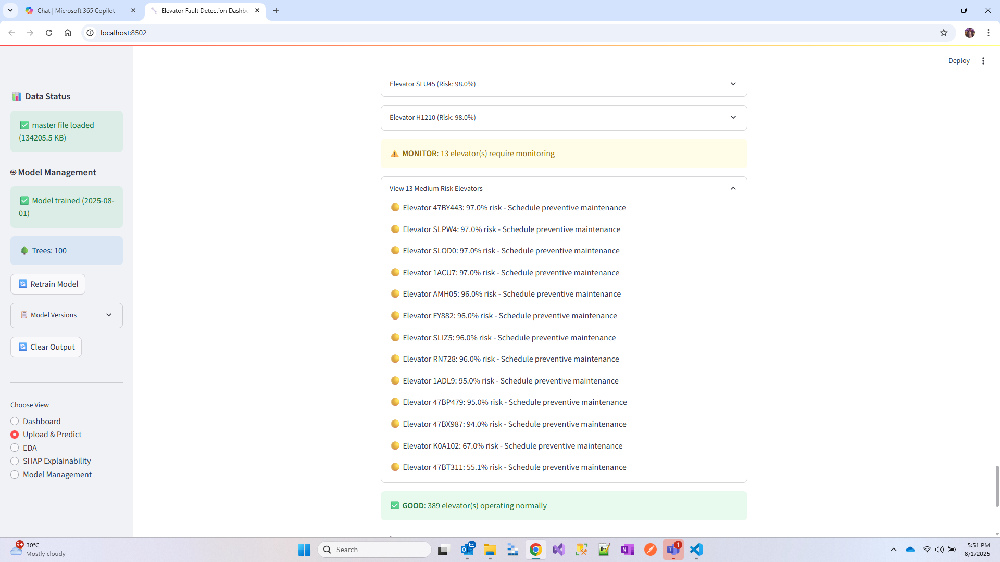 Chat | Microsoft 365 Copilot
Elevator Fault Detection Dashb
localhost:8502
Deploy
Data Status
master file loaded
(134205.5 KB)
Model Management
Model trained (2025-08-
01)
Trees: 100
Retrain Model
Model Versions
Clear Output
Choose View
Dashboard
Upload & Predict
EDA
SHAP Explainability
Model Management
Elevator SLU45 (Risk: 98.0%)
Elevator H1210 (Risk: 98.0%)
MONITOR: 13 elevator(s) require monitoring
View 13 Medium Risk Elevators
Elevator 47BY443: 97.0% risk - Schedule preventive maintenance
Elevator SLPW4: 97.0% risk - Schedule preventive maintenance
Elevator SLOD0: 97.0% risk - Schedule preventive maintenance
Elevator 1ACU7: 97.0% risk - Schedule preventive maintenance
Elevator AMH05: 96.0% risk - Schedule preventive maintenance
Elevator FY882: 96.0% risk - Schedule preventive maintenance
Elevator SLIZ5: 96.0% risk - Schedule preventive maintenance
Elevator RN728: 96.0% risk - Schedule preventive maintenance
Elevator 1ADL9: 95.0% risk - Schedule preventive maintenance
Elevator 47BP479: 95.0% risk - Schedule preventive maintenance
Elevator 47BX987: 94.0% risk - Schedule preventive maintenance
Elevator K0A102: 67.0% risk - Schedule preventive maintenance
Elevator 47BT311: 55.1% risk - Schedule preventive maintenance
GOOD: 389 elevator(s) operating normally
9+
30°C
Mostly cloudy
Search
1
5:51 PM
8/1/2025